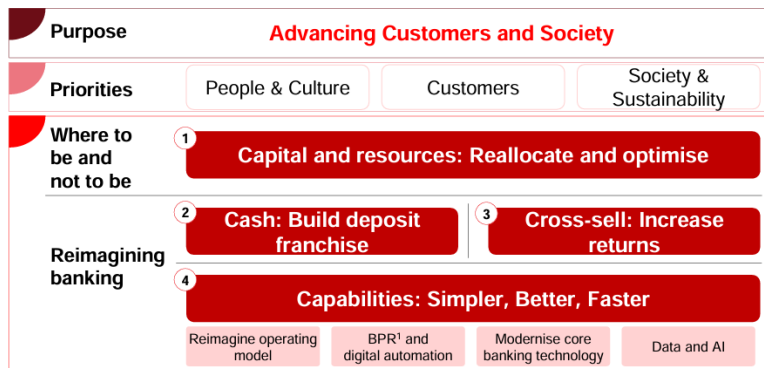 Purpose
Advancing Customers and Society
Priorities
People & Culture
Customers
Society &
Sustainability
Where to
be and
not to be
1
Capital and resources: Reallocate and optimise
Reimagining
banking
2
Cash: Build deposit
franchise
3
Cross-sell: Increase
returns
4
Capabilities: Simpler, Better, Faster
Reimagine operating
model
BPR¹ and
digital automation
Modernise core
banking technology
Data and AI